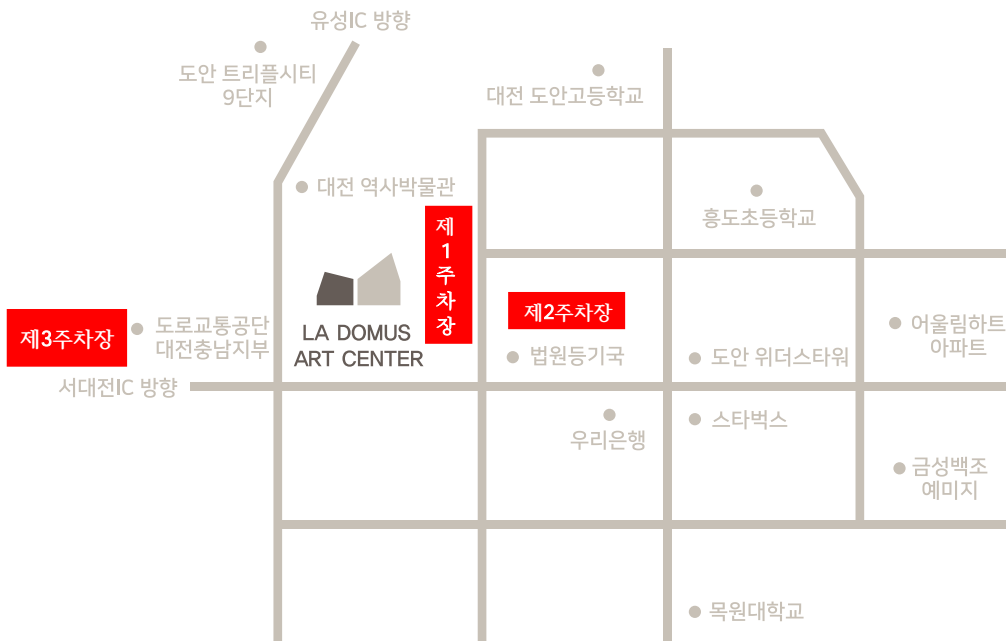 유성IC 방향
도안 트리플시티
9단지
대전 도안고등학교
대전 역사박물관
흥도초등학교
제1주차장
제2주차장
제3주차장
도로교통공단
대전충남지부
LA DOMUS
ART CENTER
법원등기국
도안 위더스타워
어울림하트
아파트
서대전IC 방향
우리은행
스타벅스
금성백조
예미지
목원대학교